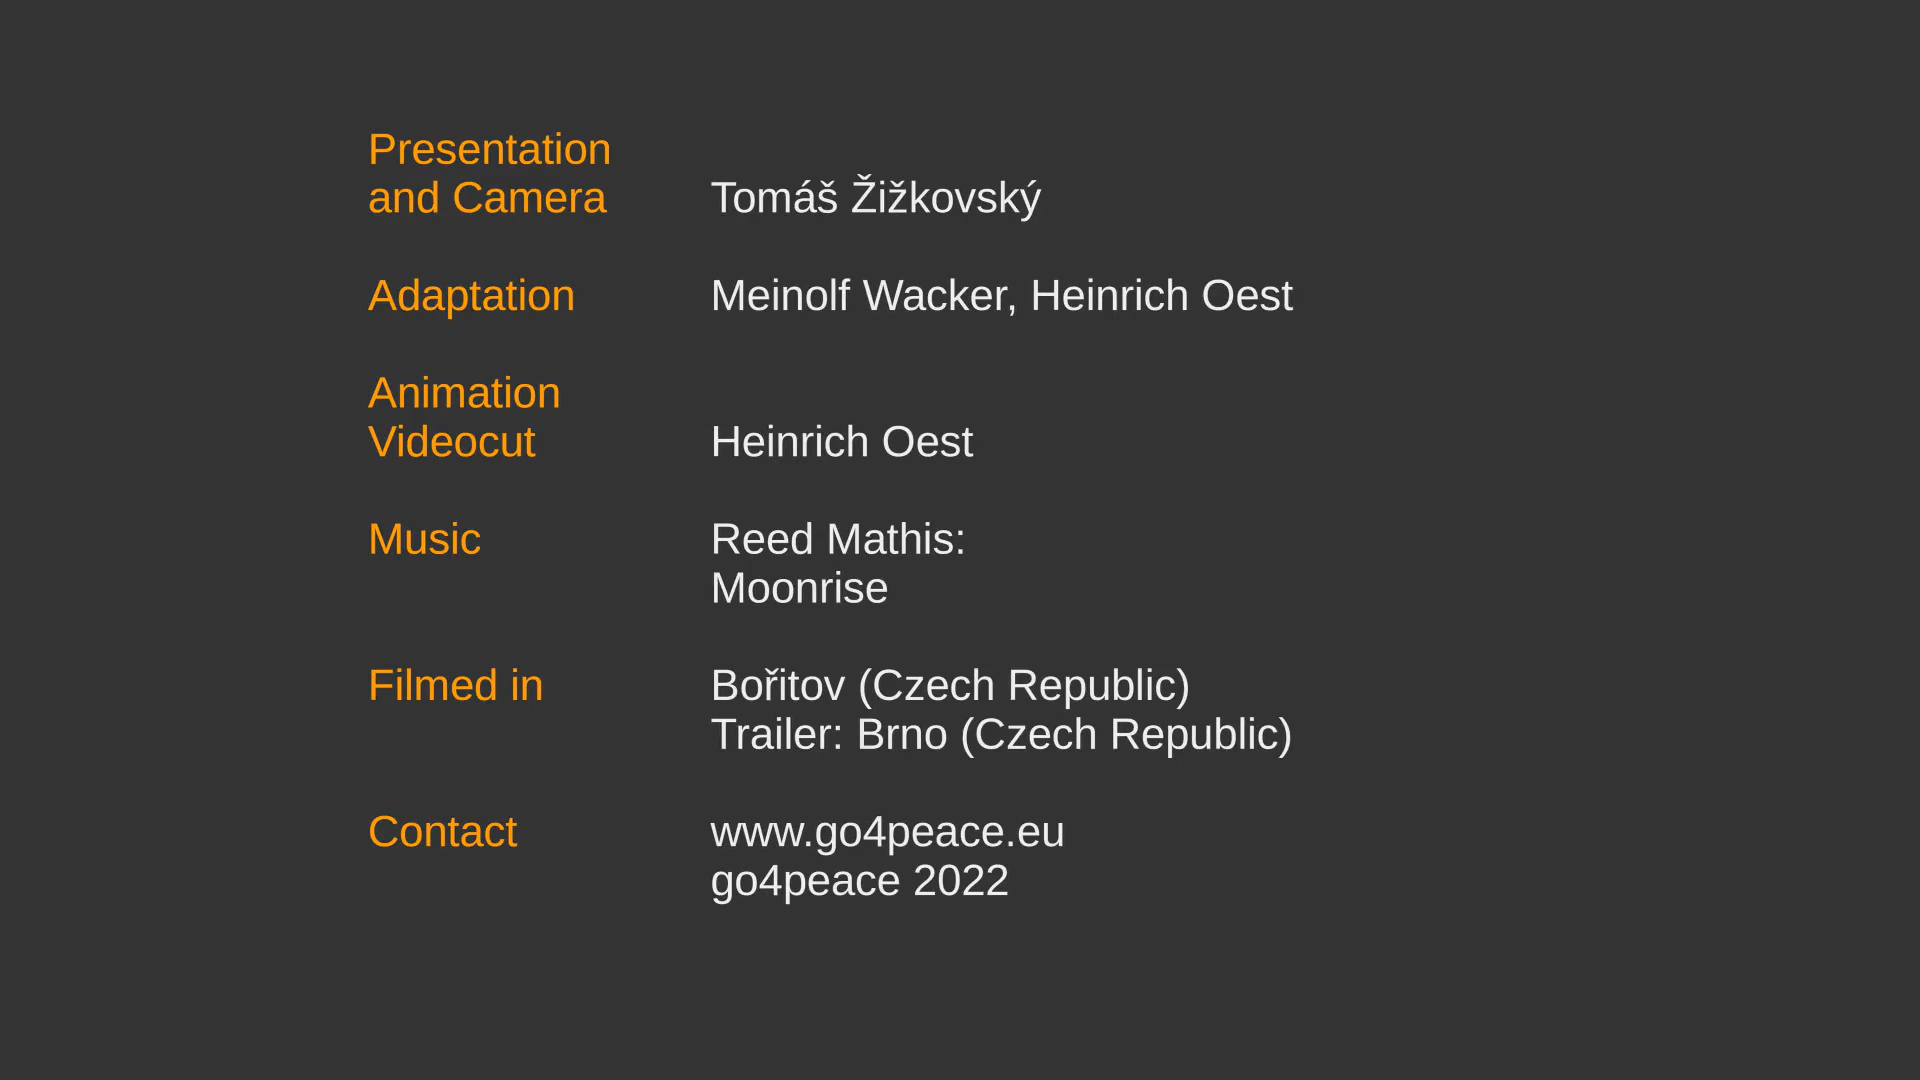 Presentation
and Camera Tomáš Žižkovský
Adaptation Meinolf Wacker, Heinrich Oest
Animation
Videocut Heinrich Oest
Music Reed Mathis:
Moonrise
Filmed in Bořitov (Czech Republic)
Trailer: Brno (Czech Republic)
Contact www.go4peace.eu
go4peace 2022